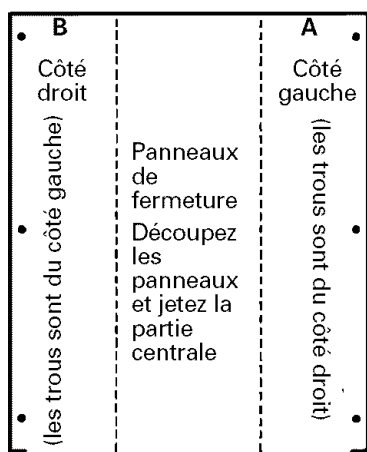 B
Côté
droit
(les trous sont du côté gauche)
Panneaux
de
fermeture
Découpez
les
panneaux
et jetez la
partie
centrale
A
Côté
gauche
(les trous sont du côté droit)